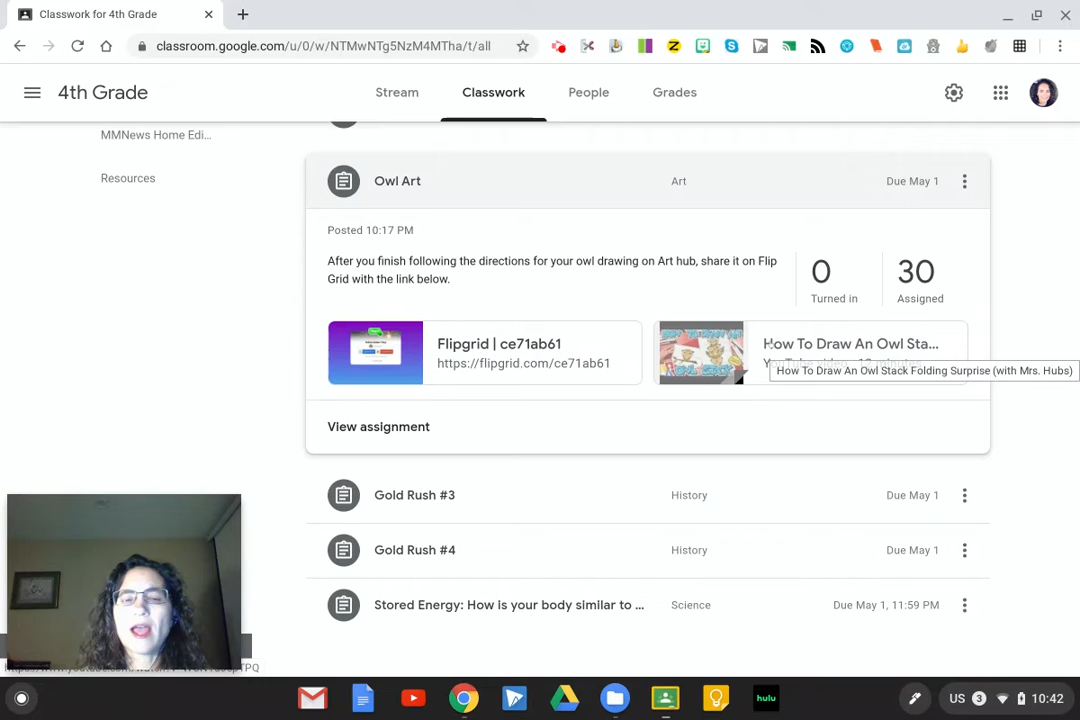 Classwork for 4th Grade
classroom.google.com/u/0/w/NTMwNTg5NzM4MTha/t/all
4th Grade
Stream
Classwork
People
Grades
MMNews Home Edi...
Resources
Owl Art
Art
Due May 1
Posted 10:17 PM
After you finish following the directions for your owl drawing on Art hub, share it on Flip
Grid with the link below.
0
Turned in
30
Assigned
Flipgrid | ce71ab61
https://flipgrid.com/ce71ab61
How To Draw An Owl Sta...
How To Draw An Owl Stack Folding Surprise (with Mrs. Hubs)
View assignment
Gold Rush #3
History
Due May 1
Gold Rush #4
History
Due May 1
Stored Energy: How is your body similar to ...
Science
Due May 1, 11:59 PM
hulu
US
3
10:42